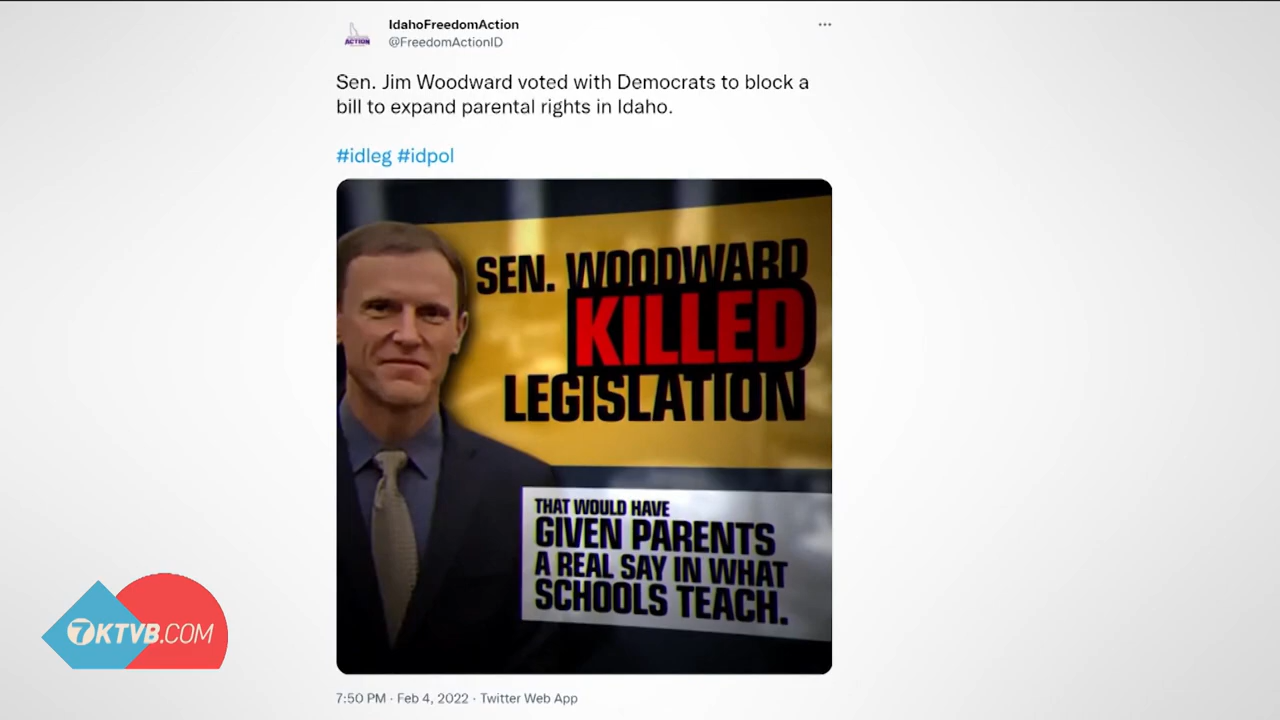 IdahoFreedomAction
...
ACTION
@FreedomActionID
Sen. Jim Woodward voted with Democrats to block a
bill to expand parental rights in Idaho.
#idleg #idpol
SEN. WOODWARD
KILLED
LEGISLATION
THAT WOULD HAVE
GIVEN PARENTS
A REAL SAY IN WHAT
SCHOOLS TEACH.
7KTVB.COM
7:50 PM · Feb 4, 2022 · Twitter Web App